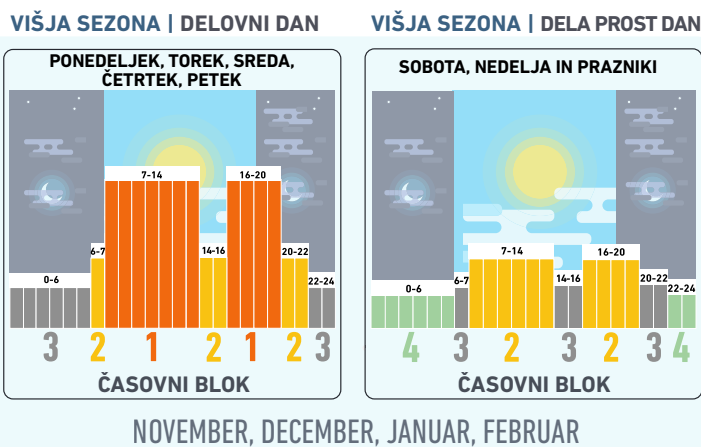 VIŠJA SEZONA | DELOVNI DAN
PONEDELJEK, TOREK, SREDA,
ČETRTEK, PETEK
7-14
16-20
6-7
14-16
20-22
0-6
22-24
3 2 1 2 1 2 3
ČASOVNI BLOK
VIŠJA SEZONA | DELA PROST DAN
SOBOTA, NEDELJA IN PRAZNIKI
7-14
16-20
6-7
14-16
20-22
0-6
22-24
4 3 2 3 2 3 4
ČASOVNI BLOK
NOVEMBER, DECEMBER, JANUAR, FEBRUAR